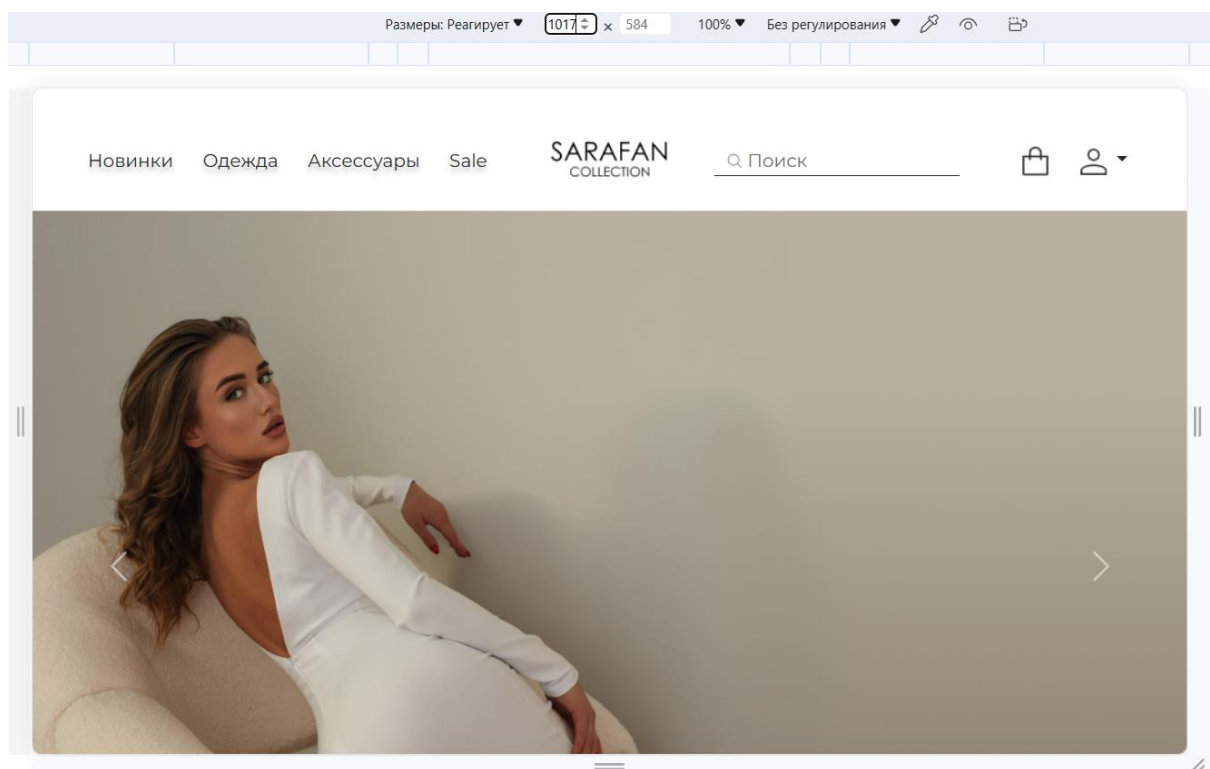 Размеры: Реагирует 1017 x 584 100% Без регулирования
Новинки Одежда Аксессуары Sale SARAFAN COLLECTION Поиск